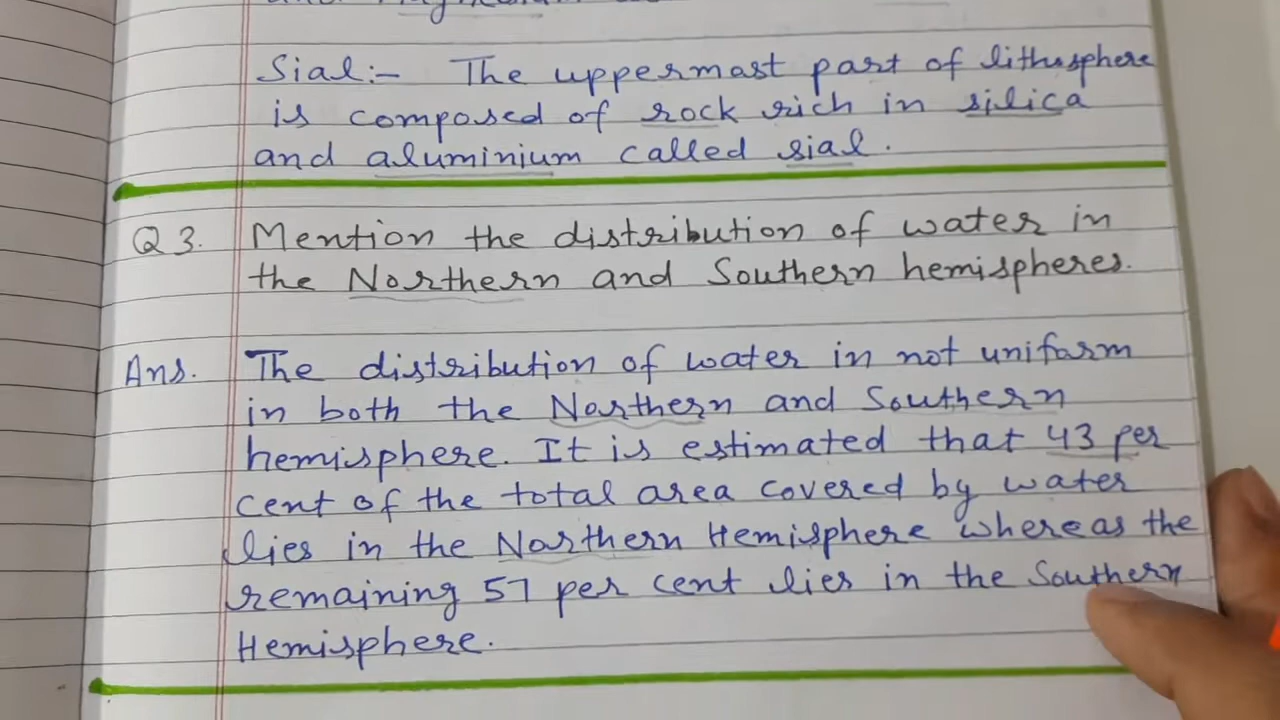 Sial:- The uppermost part of lithosphere
is composed of rock rich in silica
and aluminium called sial.
Q 3. Mention the distribution of water in
the Northern and Southern hemispheres.
Ans. The distribution of water in not uniform
in both the Northern and Southern
hemisphere. It is estimated that 43 per
cent of the total area covered by water
lies in the Northern Hemisphere whereas the
remaining 57 per cent lies in the Southern
Hemisphere.